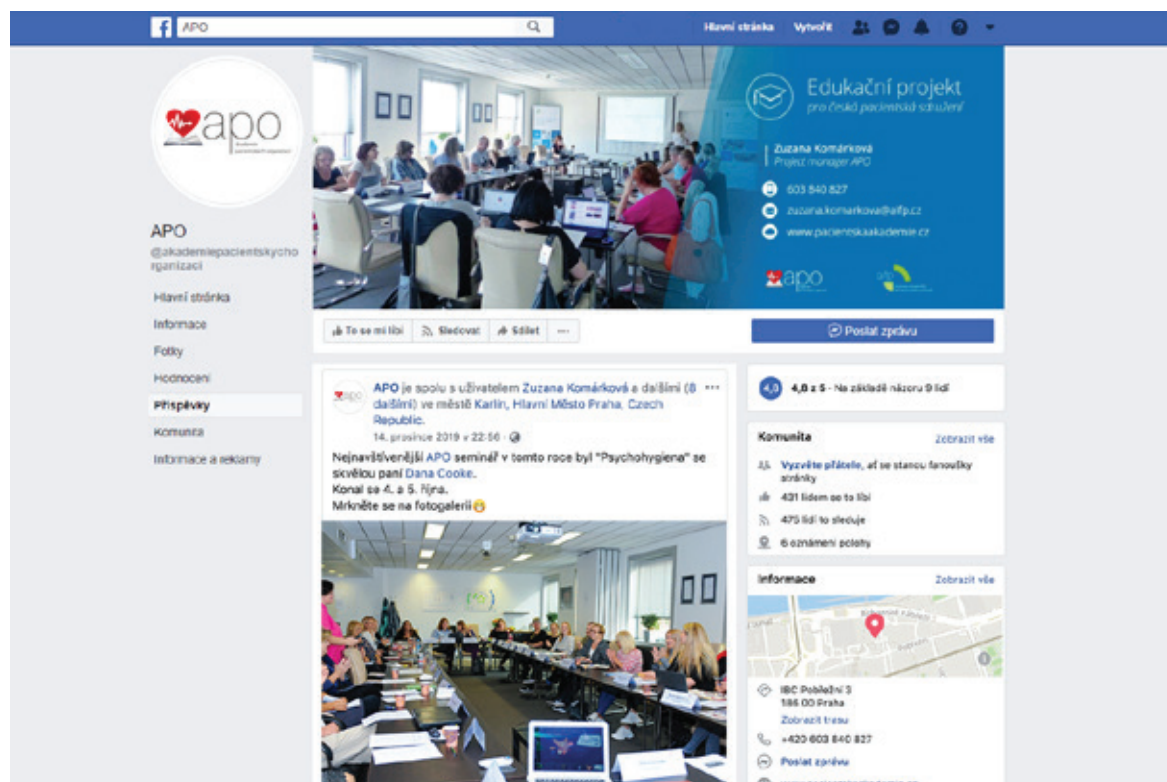 APO
Hlavní stránka
Vytvořit
Edukační projekt
pro česká pacientská sdružení
Zuzana Komárková
Project manager APO
603 840 827
zuzana.komarkova@aifp.cz
www.pacientskaakademie.cz
apo
apo
APO
@akademiepacientskycho
rganizaci
Hlavní stránka
Informace
Fotky
Hodnocení
Příspěvky
Komunita
Informace a reklamy
To se mi líbí
Sledovat
Sdílet
Poslat zprávu
APO je spolu s uživatelem Zuzana Komárková a dalšími (8
dalšími) ve městě Karlín, Hlavní Město Praha, Czech
Republic.
14. prosince 2019 v 22:56
Nejnavštívenější APO seminář v tomto roce byl "Psychohygiena" se
skvělou paní Dana Cooke.
Konal se 4. a 5. října.
Mrkněte se na fotogalerii
4,8
4,8 z 5 - Na základě názoru 9 lidí
Komunita
Zobrazit vše
Vyzvěte přátele, ať se stanou fanoušky
stránky
431 lidem se to líbí
475 lidí to sleduje
6 oznámení polohy
Informace
Zobrazit vše
IBC Pobřežní 3
186 00 Praha
Zobrazit trasu
+420 603 840 827
Poslat zprávu